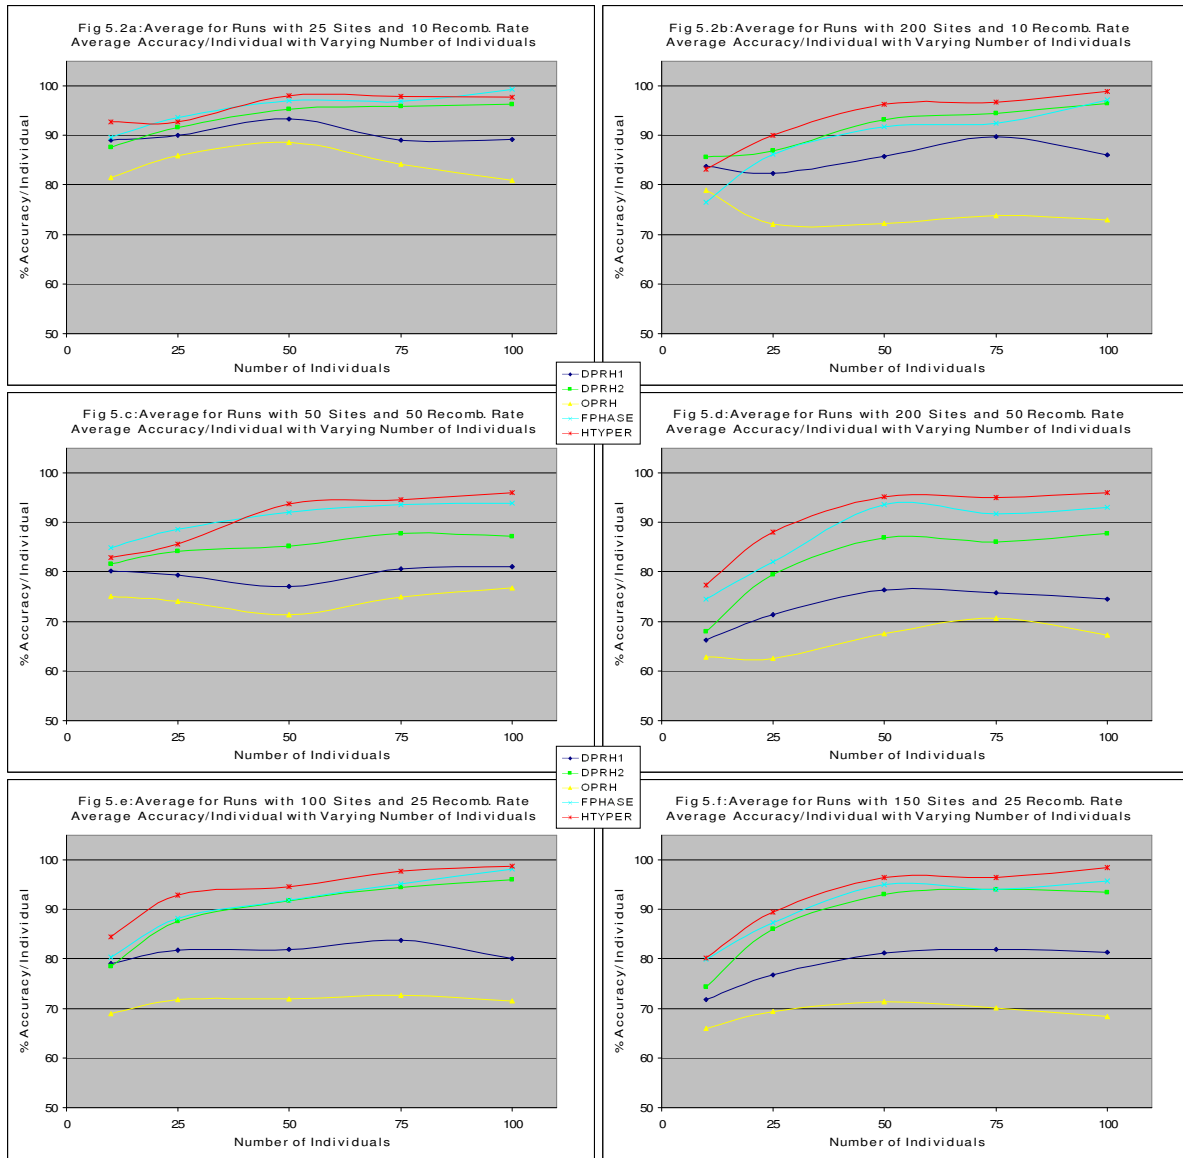 Fig 5.2a:Average for Runs with 25 Sites and 10 Recomb. Rate
Average Accuracy/Individual with Varying Number of Individuals
% Accuracy/Individual
100
90
80
70
60
50
0
25
50
75
100
Number of Individuals
Fig 5.2b:Average for Runs with 200 Sites and 10 Recomb. Rate
Average Accuracy/Individual with Varying Number of Individuals
% Accuracy/Individual
100
90
80
70
60
50
0
25
50
75
100
Number of Individuals
DPRH1
DPRH2
OPRH
FPHASE
HTYPER
Fig 5.c:Average for Runs with 50 Sites and 50 Recomb. Rate
Average Accuracy/Individual with Varying Number of Individuals
% Accuracy/Individual
100
90
80
70
60
50
0
25
50
75
100
Number of Individuals
Fig 5.d:Average for Runs with 200 Sites and 50 Recomb. Rate
Average Accuracy/Individual with Varying Number of Individuals
% Accuracy/Individual
100
90
80
70
60
50
0
25
50
75
100
Number of Individuals
DPRH1
DPRH2
OPRH
FPHASE
HTYPER
Fig 5.e:Average for Runs with 100 Sites and 25 Recomb. Rate
Average Accuracy/Individual with Varying Number of Individuals
% Accuracy/Individual
100
90
80
70
60
50
0
25
50
75
100
Number of Individuals
Fig 5.f:Average for Runs with 150 Sites and 25 Recomb. Rate
Average Accuracy/Individual with Varying Number of Individuals
% Accuracy/Individual
100
90
80
70
60
50
0
25
50
75
100
Number of Individuals